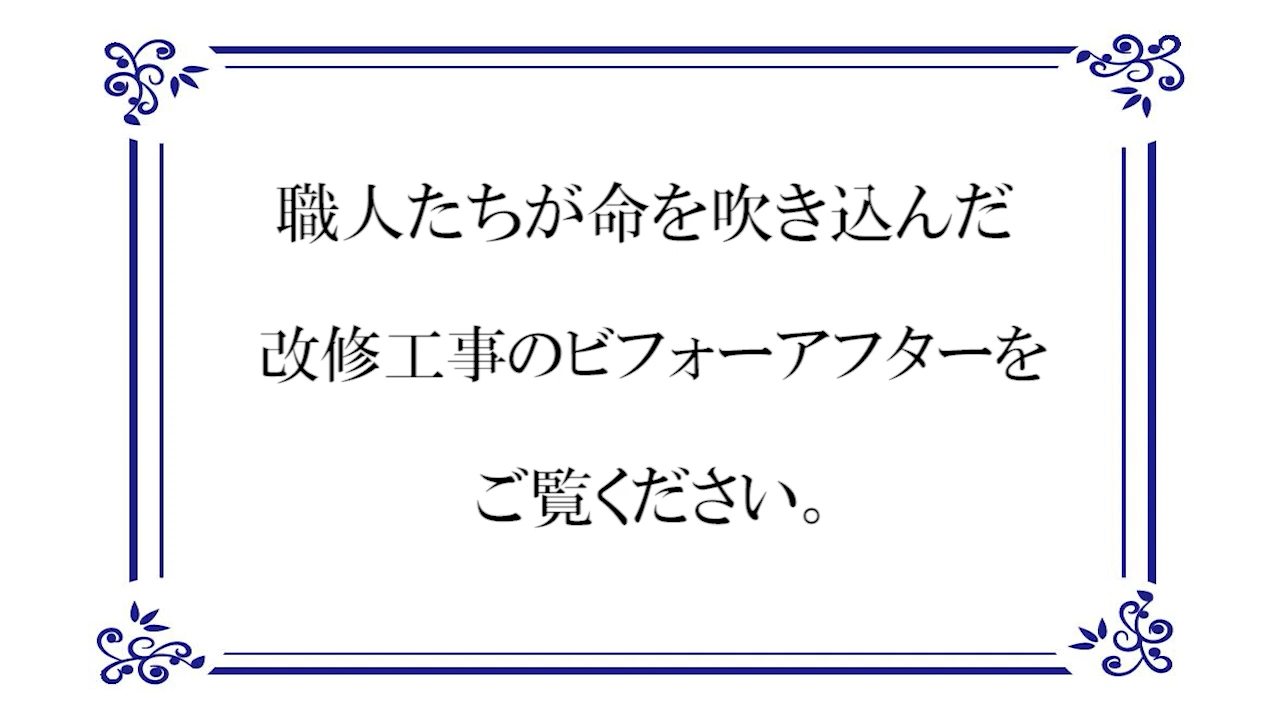 職人たちが命を吹き込んだ
改修工事のビフォーアフターを
ご覧ください。